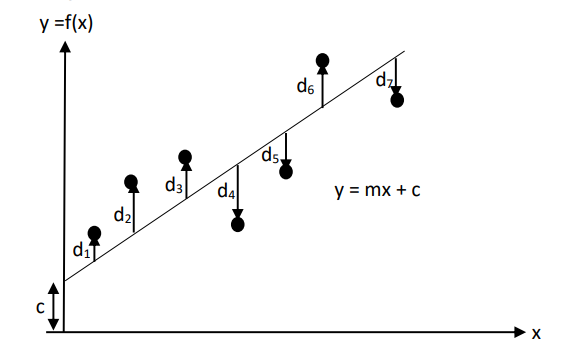 y =f(x)
d₆
d₇
d₅
d₃
d₄
y = mx + c
d₂
d₁
c
x